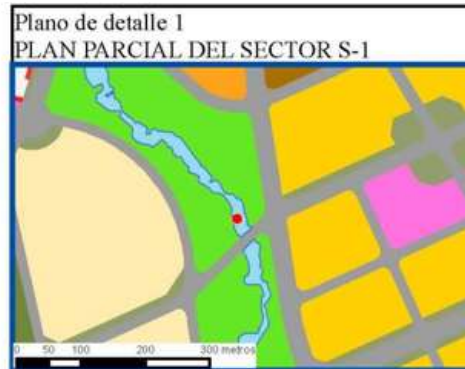 Plano de detalle 1
PLAN PARCIAL DEL SECTOR S-1
0 50 100 200 300 metros